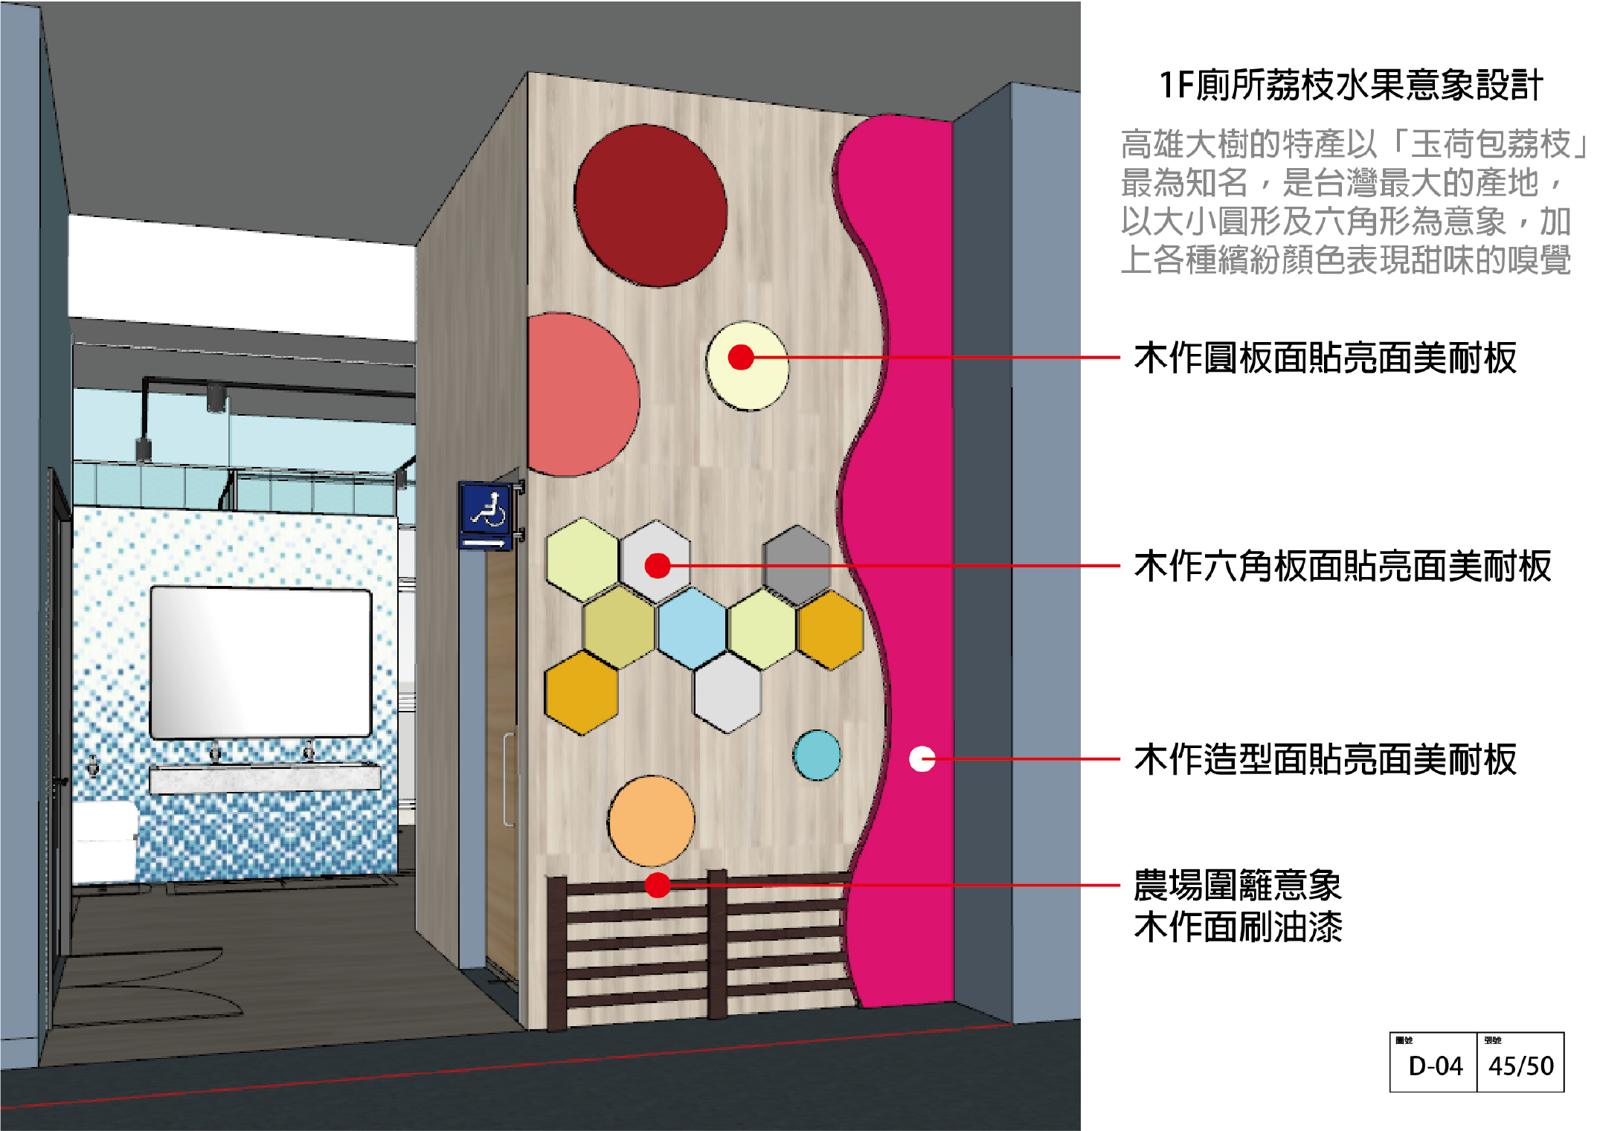 1F廁所荔枝水果意象設計
高雄大樹的特產以「玉荷包荔枝」
最為知名，是台灣最大的產地，
以大小圓形及六角形為意象，加
上各種繽紛顏色表現甜味的嗅覺
木作圓板面貼亮面美耐板
木作六角板面貼亮面美耐板
木作造型面貼亮面美耐板
農場圍籬意象
木作面刷油漆
圖號
張號
D-04
45/50